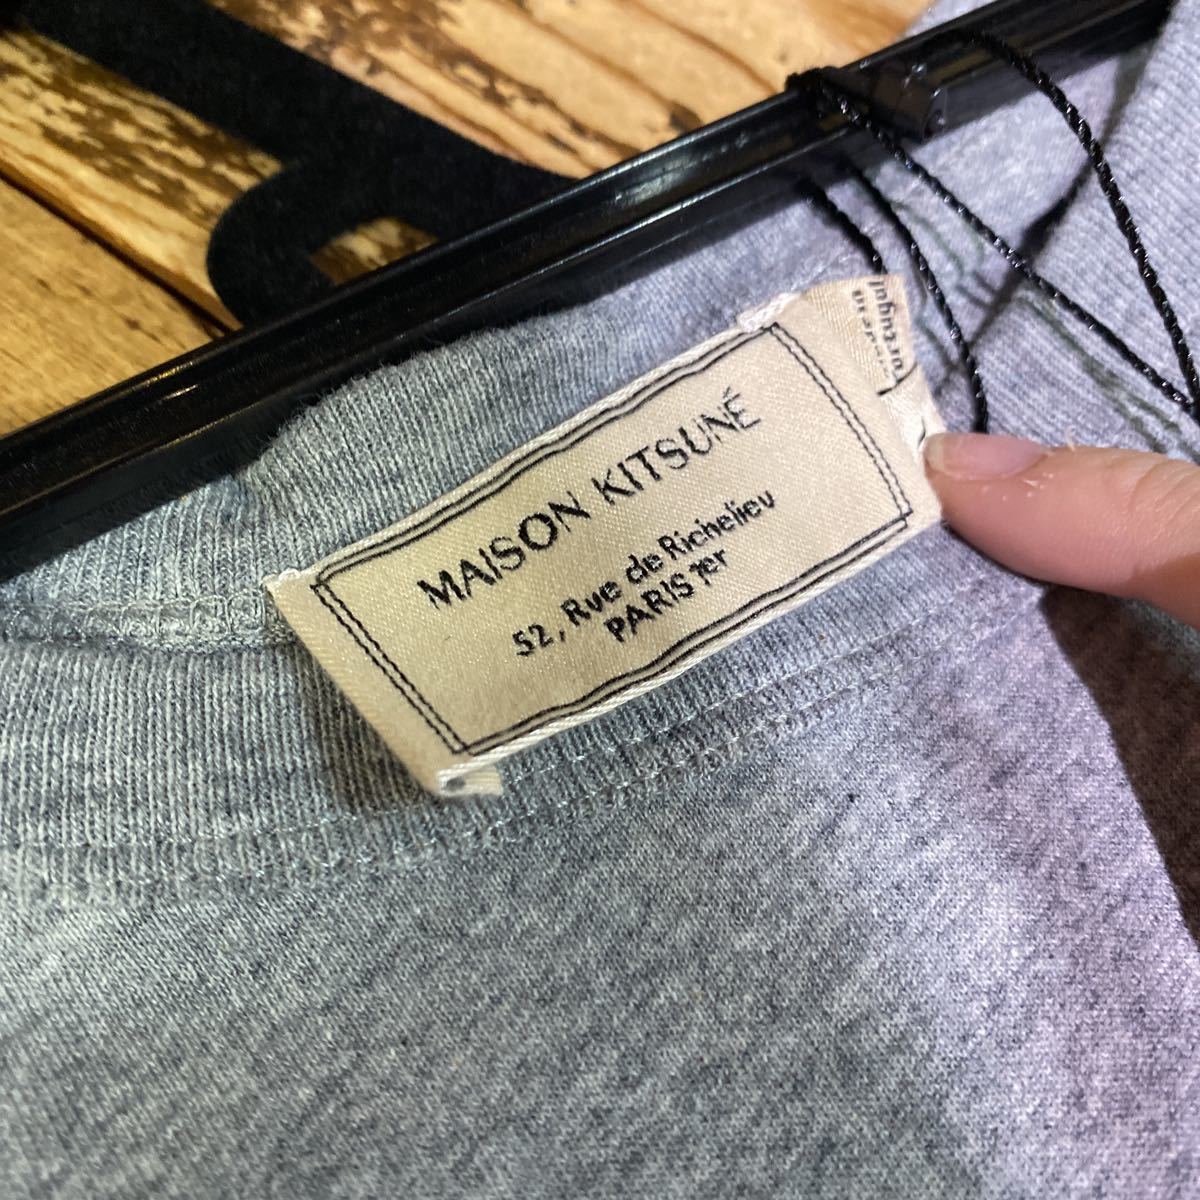 MAISON KITSUNÉ
52, Rue de Richelieu
PARIS 1er